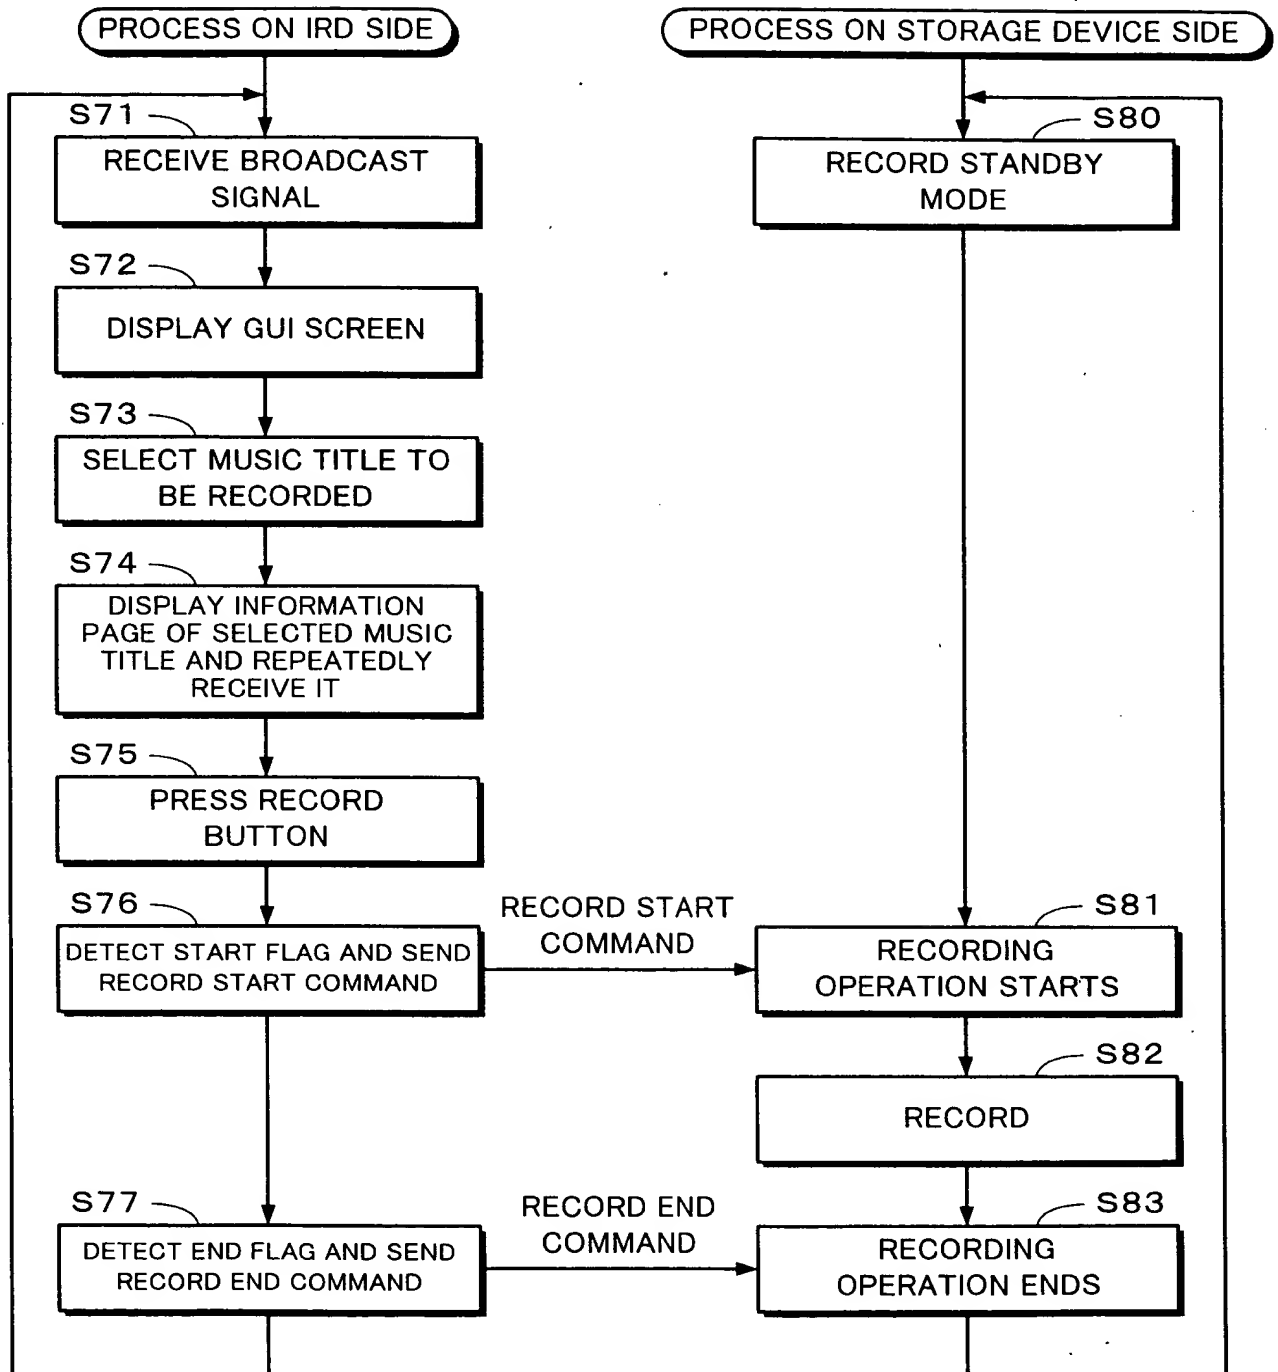 PROCESS ON IRD SIDE
PROCESS ON STORAGE DEVICE SIDE
S71
RECEIVE BROADCAST
SIGNAL
S80
RECORD STANDBY
MODE
S72
DISPLAY GUI SCREEN
S73
SELECT MUSIC TITLE TO
BE RECORDED
S74
DISPLAY INFORMATION
PAGE OF SELECTED MUSIC
TITLE AND REPEATEDLY
RECEIVE IT
S75
PRESS RECORD
BUTTON
S76
DETECT START FLAG AND SEND
RECORD START COMMAND
RECORD START
COMMAND
S81
RECORDING
OPERATION STARTS
S82
RECORD
S77
DETECT END FLAG AND SEND
RECORD END COMMAND
RECORD END
COMMAND
S83
RECORDING
OPERATION ENDS